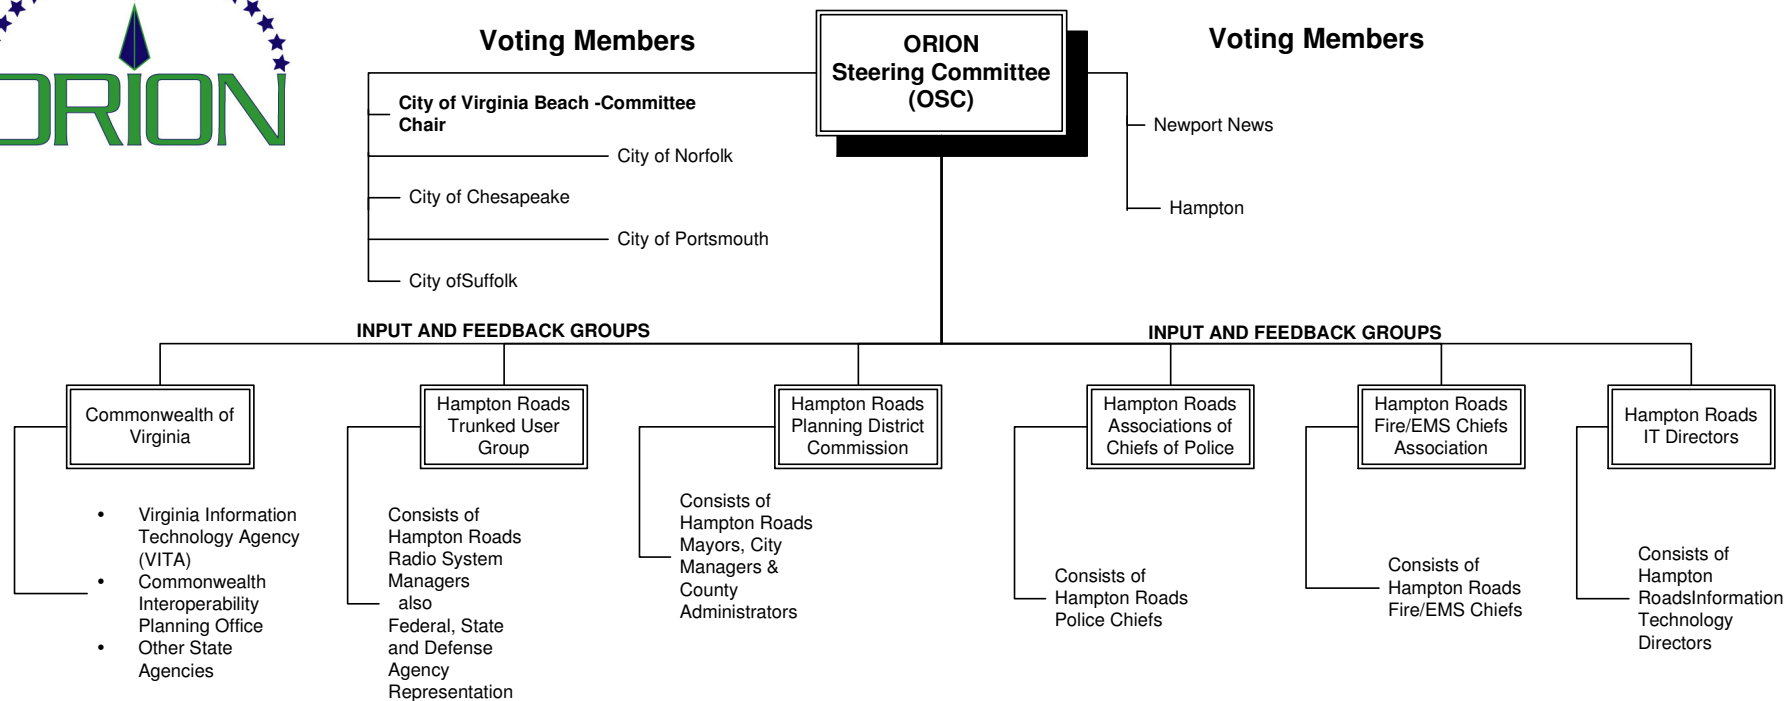 ORION
Voting Members
ORION
Steering Committee
(OSC)
Voting Members
City of Virginia Beach -Committee
Chair
City of Norfolk
City of Chesapeake
City of Portsmouth
City ofSuffolk
Newport News
Hampton
INPUT AND FEEDBACK GROUPS
INPUT AND FEEDBACK GROUPS
Commonwealth of
Virginia
Hampton Roads
Trunked User
Group
Hampton Roads
Planning District
Commission
Hampton Roads
Associations of
Chiefs of Police
Hampton Roads
Fire/EMS Chiefs
Association
Hampton Roads
IT Directors
• Virginia Information
Technology Agency
(VITA)
• Commonwealth
Interoperability
Planning Office
• Other State
Agencies
Consists of
Hampton Roads
Radio System
Managers
also
Federal, State
and Defense
Agency
Representation
Consists of
Hampton Roads
Mayors, City
Managers &
County
Administrators
Consists of
Hampton Roads
Police Chiefs
Consists of
Hampton Roads
Fire/EMS Chiefs
Consists of
Hampton
RoadsInformation
Technology
Directors